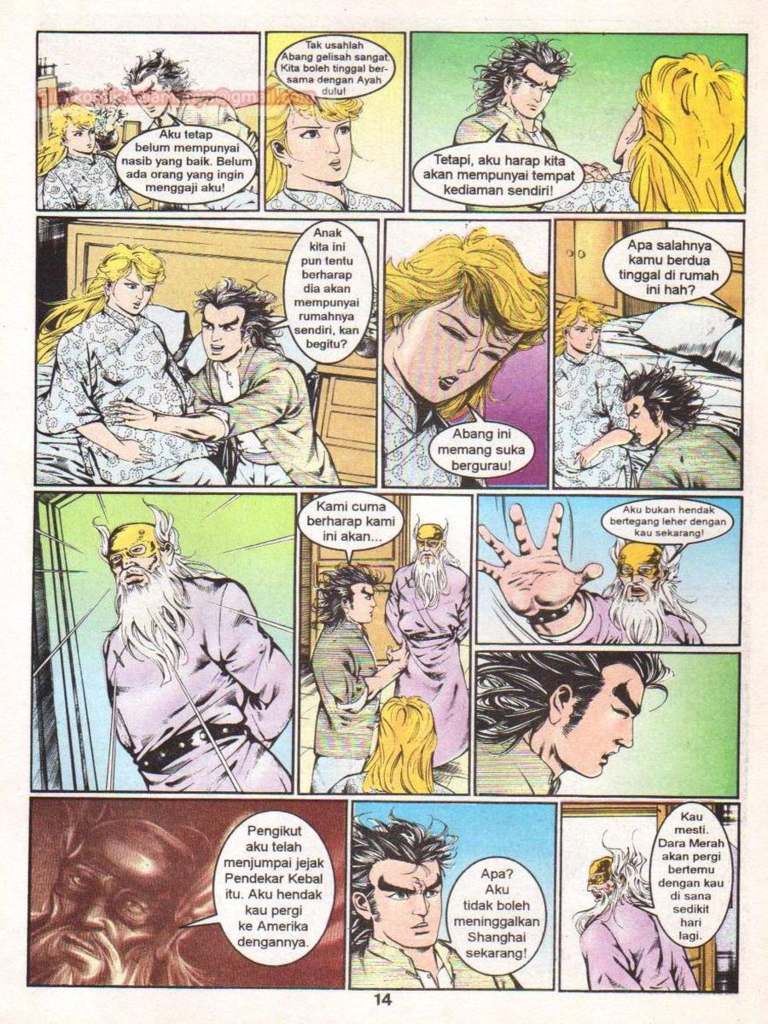 Aku tetap
belum mempunyai
nasib yang baik. Belum
ada orang yang ingin
menggaji aku!
Tak usahlah
Abang gelisah sangat.
Kita boleh tinggal ber-
sama dengan Ayah
dulu!
Tetapi, aku harap kita
akan mempunyai tempat
kediaman sendiri!
Anak
kita ini
pun tentu
berharap
dia akan
mempunyai
rumahnya
sendiri, kan
begitu?
Abang ini
memang suka
bergurau!
Apa salahnya
kamu berdua
tinggal di rumah
ini hah?
Kami cuma
berharap kami
ini akan...
Aku bukan hendak
bertegang leher dengan
kau sekarang!
Pengikut
aku telah
menjumpai jejak
Pendekar Kebal
itu. Aku hendak
kau pergi
ke Amerika
dengannya.
Apa?
Aku
tidak boleh
meninggalkan
Shanghai
sekarang!
Kau
mesti.
Dara Merah
akan pergi
bertemu
dengan kau
di sana
sedikit
hari
lagi.
14